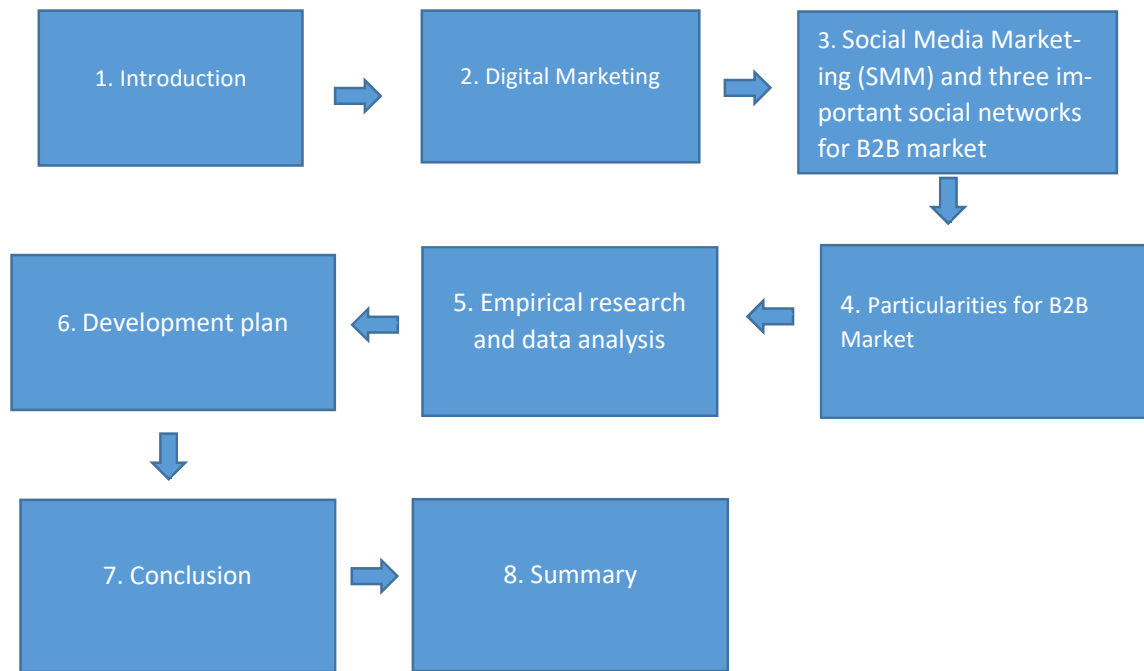 1. Introduction
2. Digital Marketing
3. Social Media Market-
ing (SMM) and three im-
portant social networks
for B2B market
4. Particularities for B2B
Market
5. Empirical research
and data analysis
6. Development plan
7. Conclusion
8. Summary